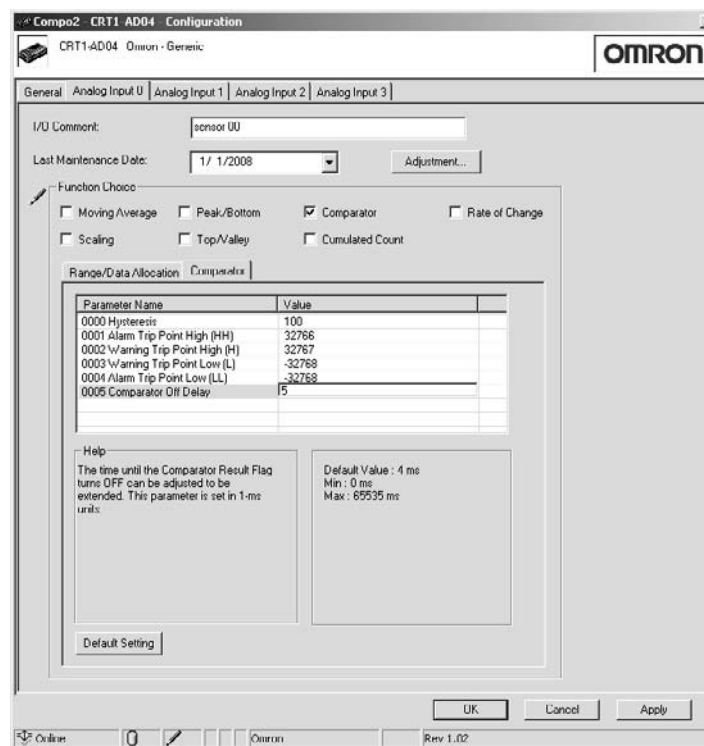 Compo2 - CRT1-AD04 - Configuration
CRT1-AD04 Omron - Generic
OMRON
General Analog Input 0 Analog Input 1 Analog Input 2 Analog Input 3
I/O Comment: sensor 00
Last Maintenance Date: 1/ 1/2008 Adjustment...
Function Choice
Moving Average Peak/Bottom Comparator Rate of Change
Scaling Top/Valley Cumulated Count
Range/Data Allocation Comparator
Parameter Name Value
0000 Hysteresis 100
0001 Alarm Trip Point High (HH) 32766
0002 Warning Trip Point High (H) 32767
0003 Warning Trip Point Low (L) -32768
0004 Alarm Trip Point Low (LL) -32768
0005 Comparator Off Delay 5
Help
The time until the Comparator Result Flag
turns OFF can be adjusted to be
extended. This parameter is set in 1-ms
units.
Default Value : 4 ms
Min : 0 ms
Max : 65535 ms
Default Setting
OK Cancel Apply
Online Omron Rev 1.02